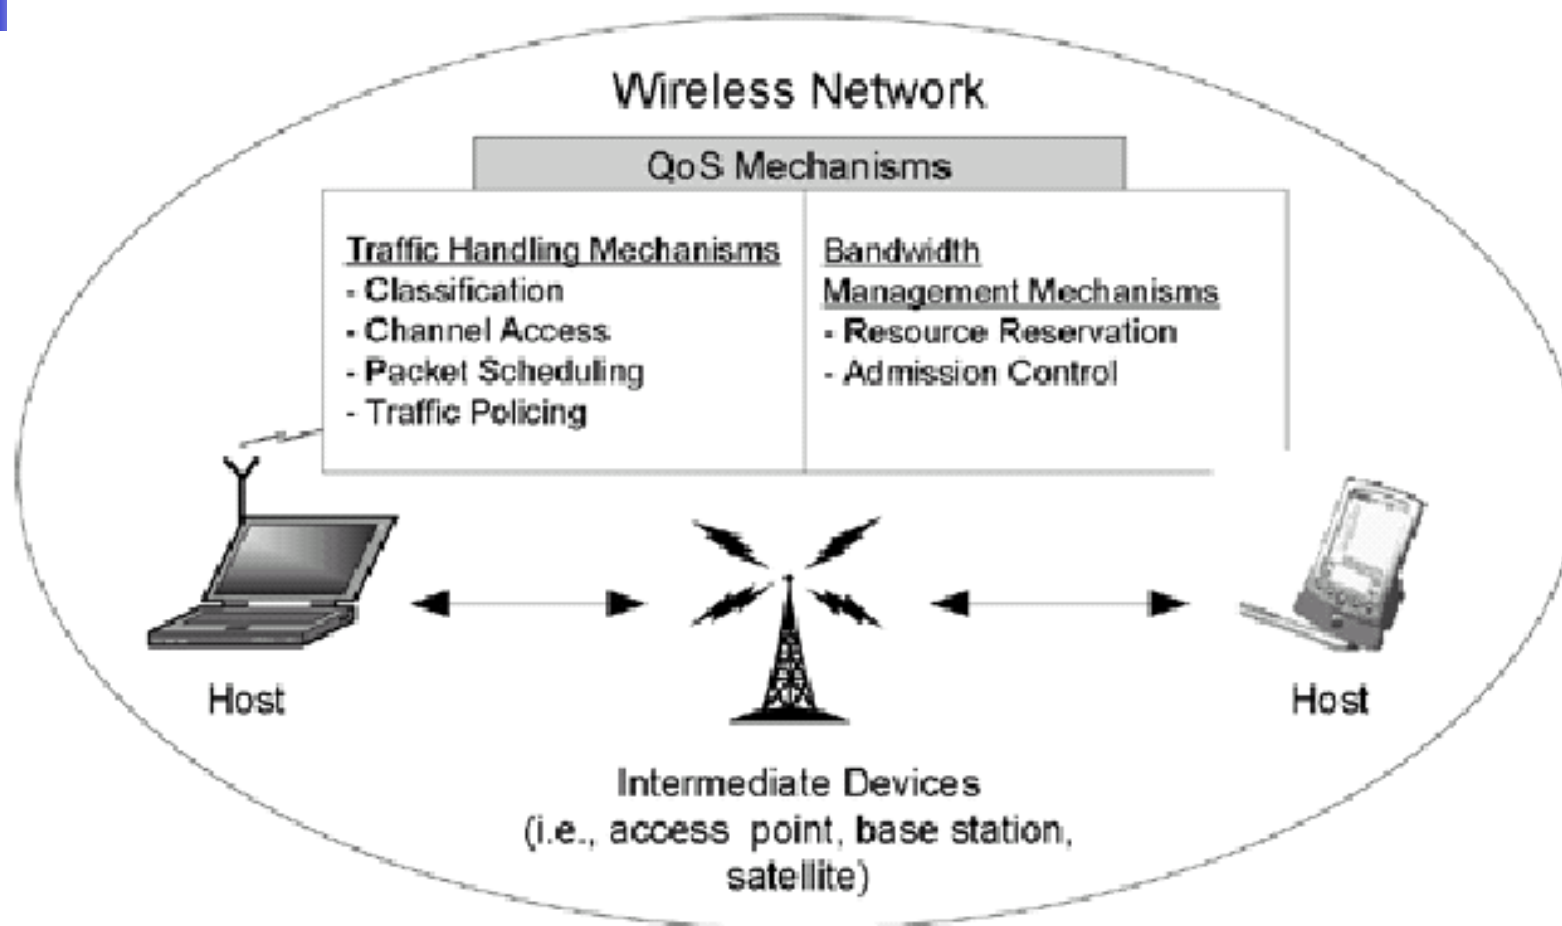 Wireless Network
QoS Mechanisms
Traffic Handling Mechanisms
- Classification
- Channel Access
- Packet Scheduling
- Traffic Policing
Bandwidth
Management Mechanisms
- Resource Reservation
- Admission Control
Host
Host
Intermediate Devices
(i.e., access point, base station,
satellite)